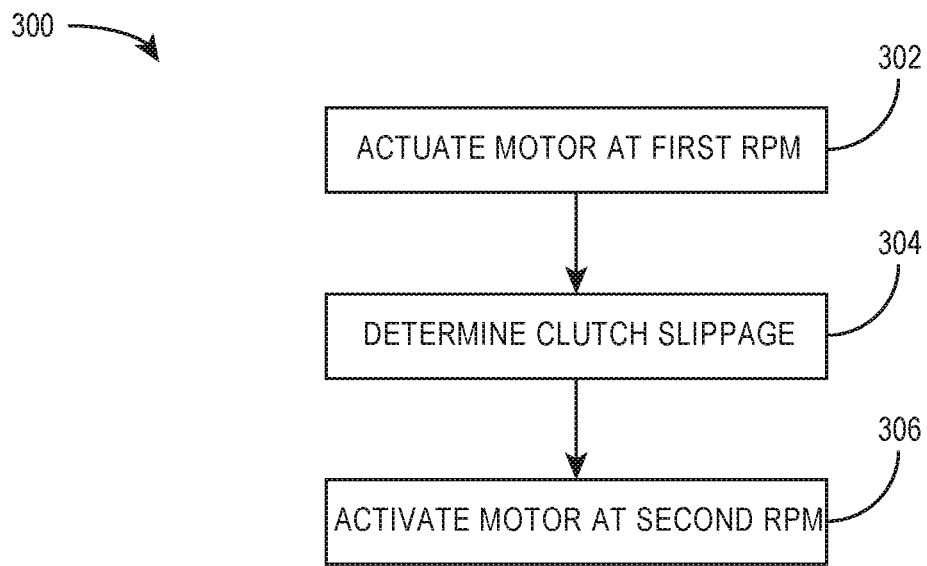 300
302
ACTUATE MOTOR AT FIRST RPM
304
DETERMINE CLUTCH SLIPPAGE
306
ACTIVATE MOTOR AT SECOND RPM